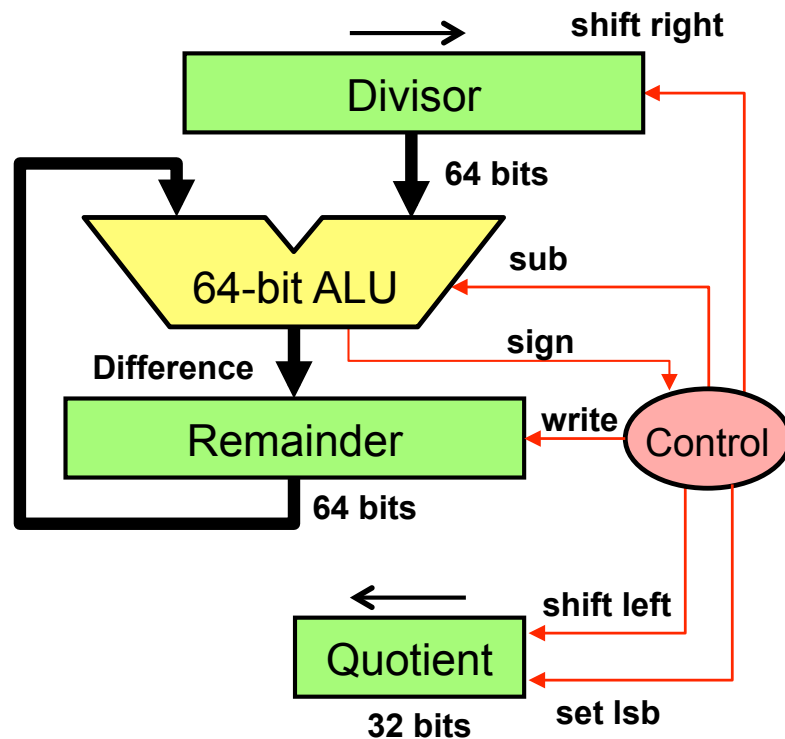 shift right
Divisor
64 bits
64-bit ALU
sub
sign
Difference
Remainder
write
Control
64 bits
shift left
Quotient
set lsb
32 bits